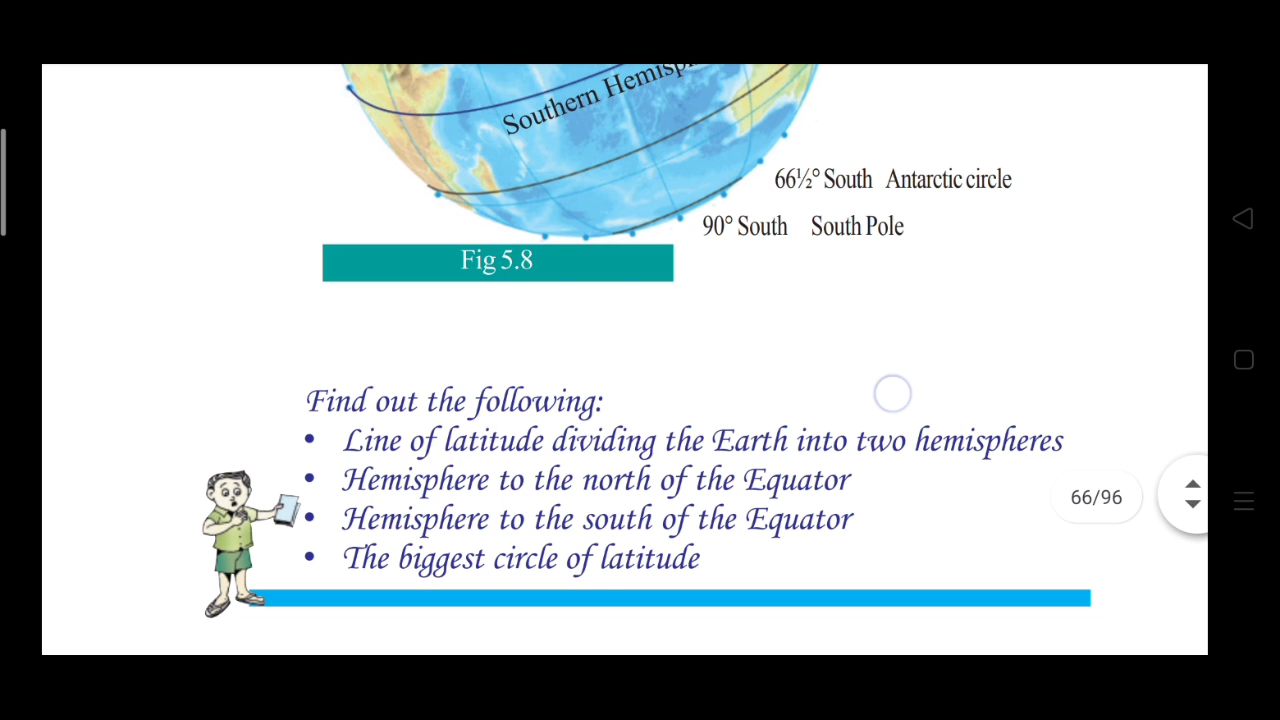 Southern Hemisp
66½° South Antarctic circle
90° South South Pole
Fig 5.8
Find out the following:
• Line of latitude dividing the Earth into two hemispheres
• Hemisphere to the north of the Equator
• Hemisphere to the south of the Equator
• The biggest circle of latitude
66/96